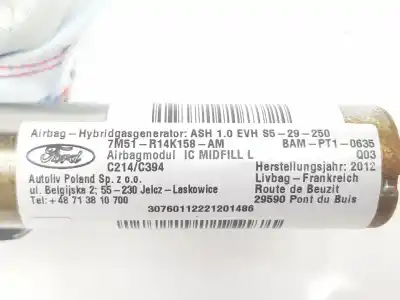 Airbag-Hybridgasgenerator: ASH 1.0 EVH S5-29-250
7M51-R14K158-AM BAM-PT1-0635
Ford Airbagmodul IC MIDFILL L Q03
C214/C394 Herstellungsjahr: 2012
Autoliv Poland Sp. z o.o. Livbag-Frankreich
ul. Belgijska 2; 55-230 Jelcz-Laskowice Route de Beuzit
Tel.: +48 71 38 10 700 29590 Pont du Buis
30760112221201486